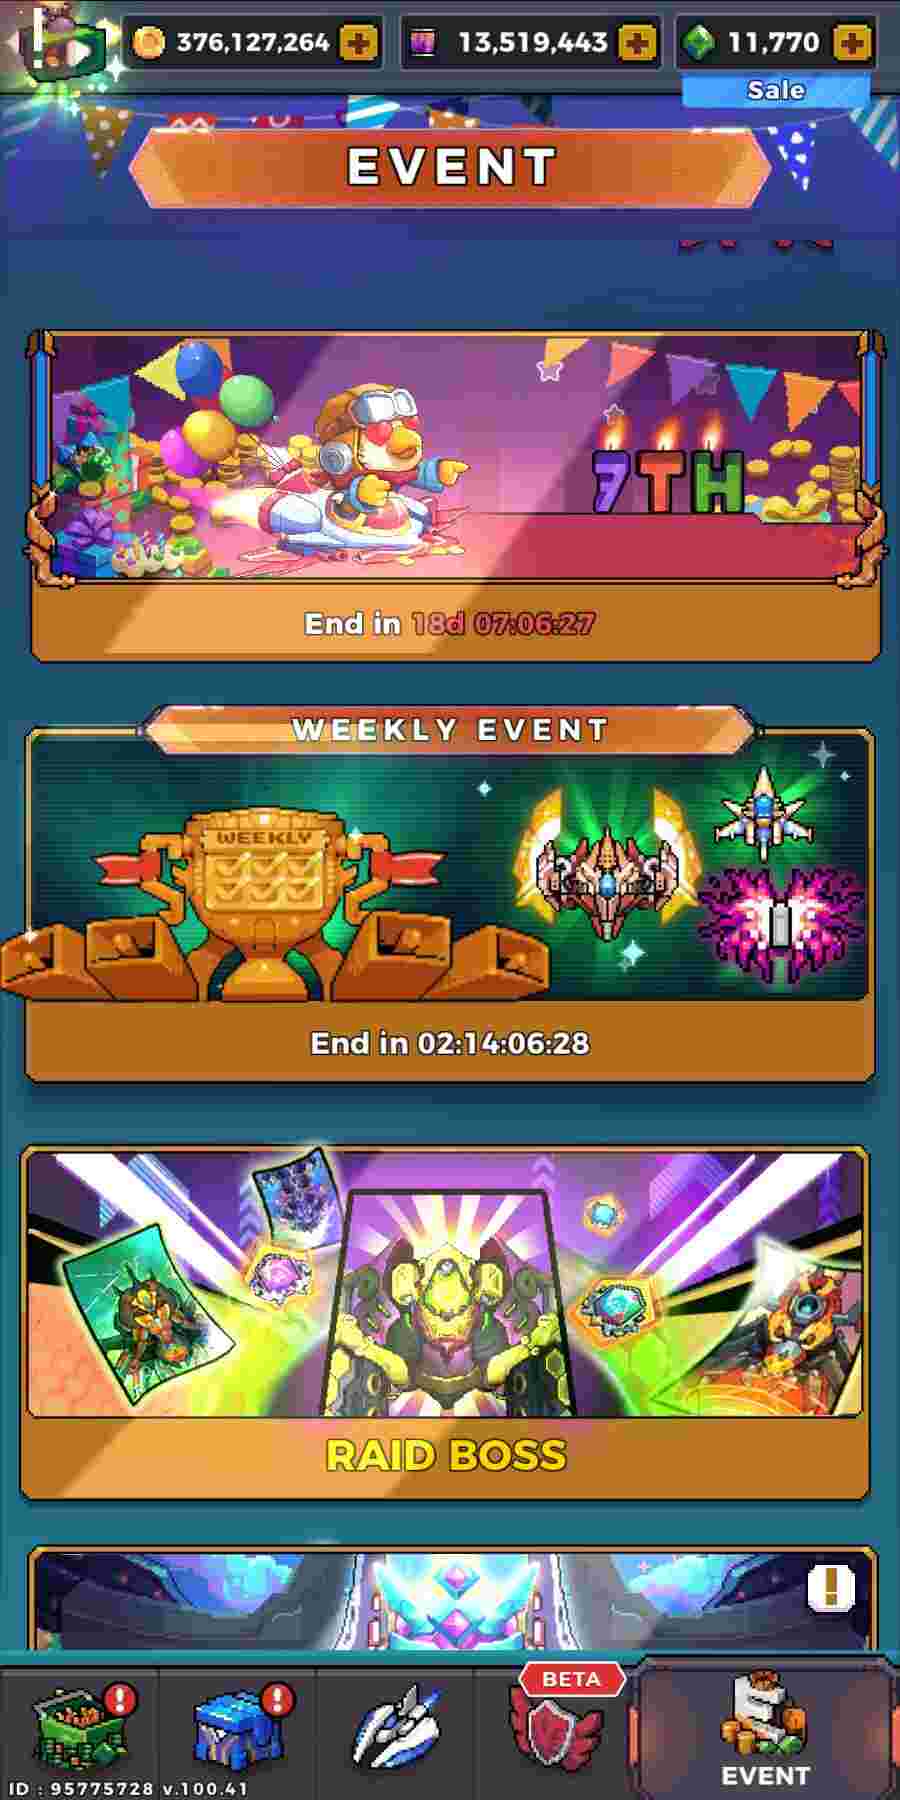 376,127,264
13,519,443
11,770
Sale
EVENT
7TH
End in 18d 07:06:27
WEEKLY EVENT
WEEKLY
End in 02:14:06:28
RAID BOSS
BETA
EVENT
ID : 95775728 v.100.41